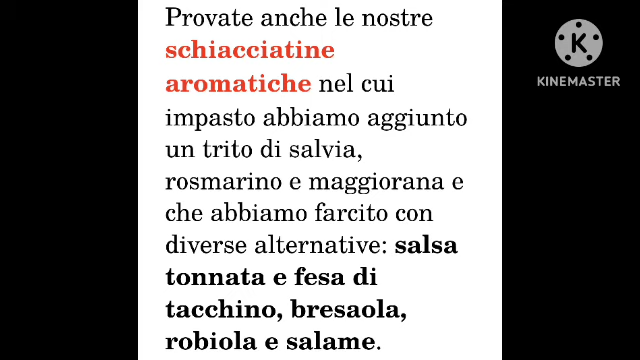 Provate anche le nostre
schiacciatine
aromatiche nel cui
impasto abbiamo aggiunto
un trito di salvia,
rosmarino e maggiorana e
che abbiamo farcito con
diverse alternative: salsa
tonnata e fesa di
tacchino, bresaola,
robiola e salame.
K
KINEMASTER